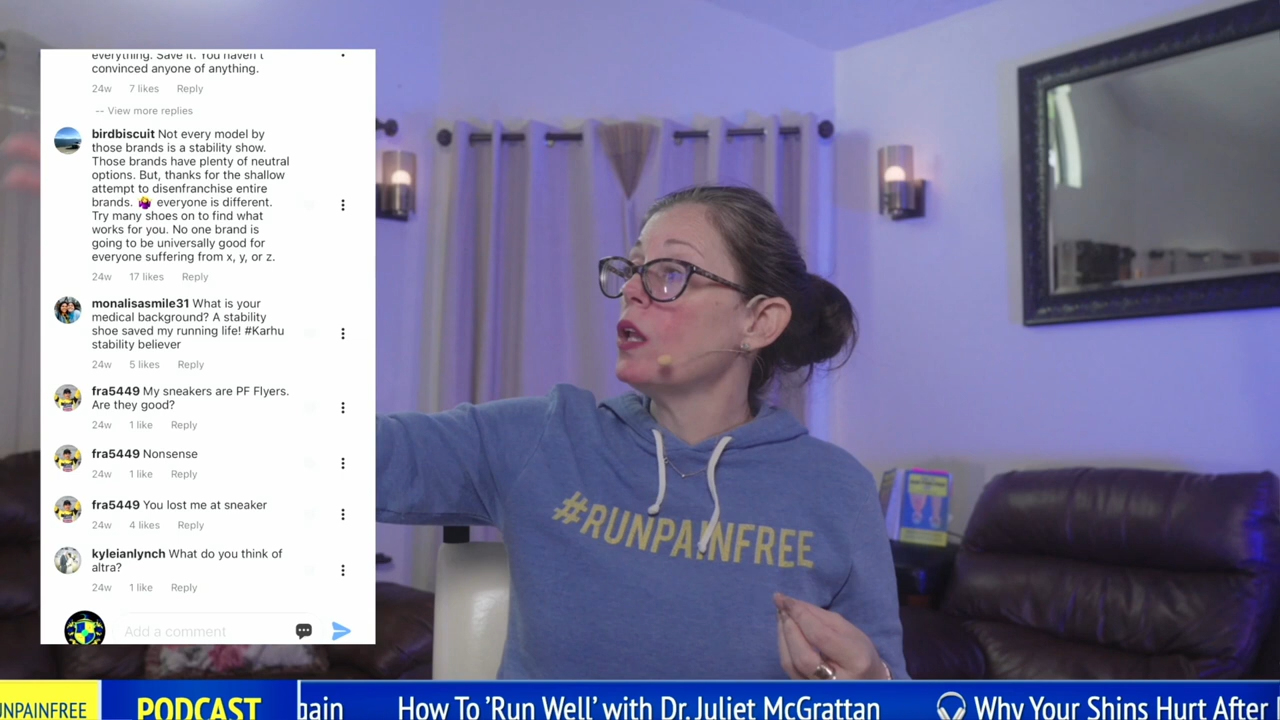 everything. Save it. You haven't
convinced anyone of anything.
24w 7 likes Reply
-- View more replies
birdbiscuit Not every model by
those brands is a stability show.
Those brands have plenty of neutral
options. But, thanks for the shallow
attempt to disenfranchise entire
brands. 🤷‍♀️ everyone is different.
Try many shoes on to find what
works for you. No one brand is
going to be universally good for
everyone suffering from x, y, or z.
24w 17 likes Reply
monalisasmile31 What is your
medical background? A stability
shoe saved my running life! #Karhu
stability believer
24w 5 likes Reply
fra5449 My sneakers are PF Flyers.
Are they good?
24w 1 like Reply
fra5449 Nonsense
24w 1 like Reply
fra5449 You lost me at sneaker
24w 4 likes Reply
kyleianlynch What do you think of
altra?
24w 1 like Reply
Add a comment
#RUNPAINFREE
UNPAINFREE PODCAST ain How To 'Run Well' with Dr. Juliet McGrattan Why Your Shins Hurt After